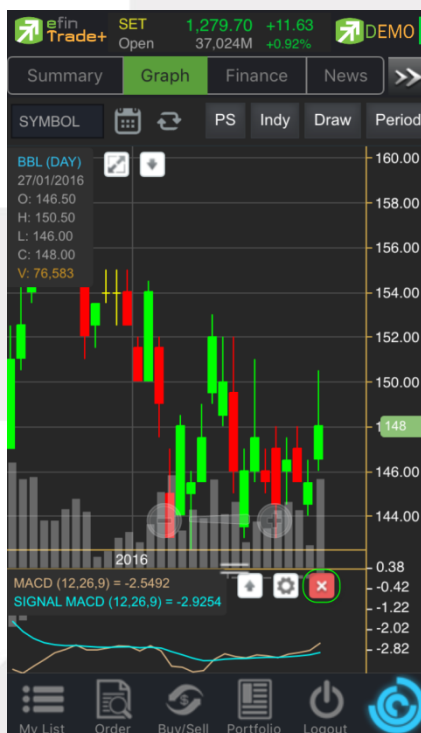 efin Trade+
SET 1,279.70 +11.63
Open 37,024M +0.92%
DEMO
Summary Graph Finance News
SYMBOL PS Indy Draw Period
BBL (DAY)
27/01/2016
O: 146.50
H: 150.50
L: 146.00
C: 148.00
V: 76,583
160.00
158.00
156.00
154.00
152.00
150.00
148
146.00
144.00
2016
0.38
-0.42
-1.22
-2.02
-2.82
MACD (12,26,9) = -2.5492
SIGNAL MACD (12,26,9) = -2.9254
My List Order Buy/Sell Portfolio Logout